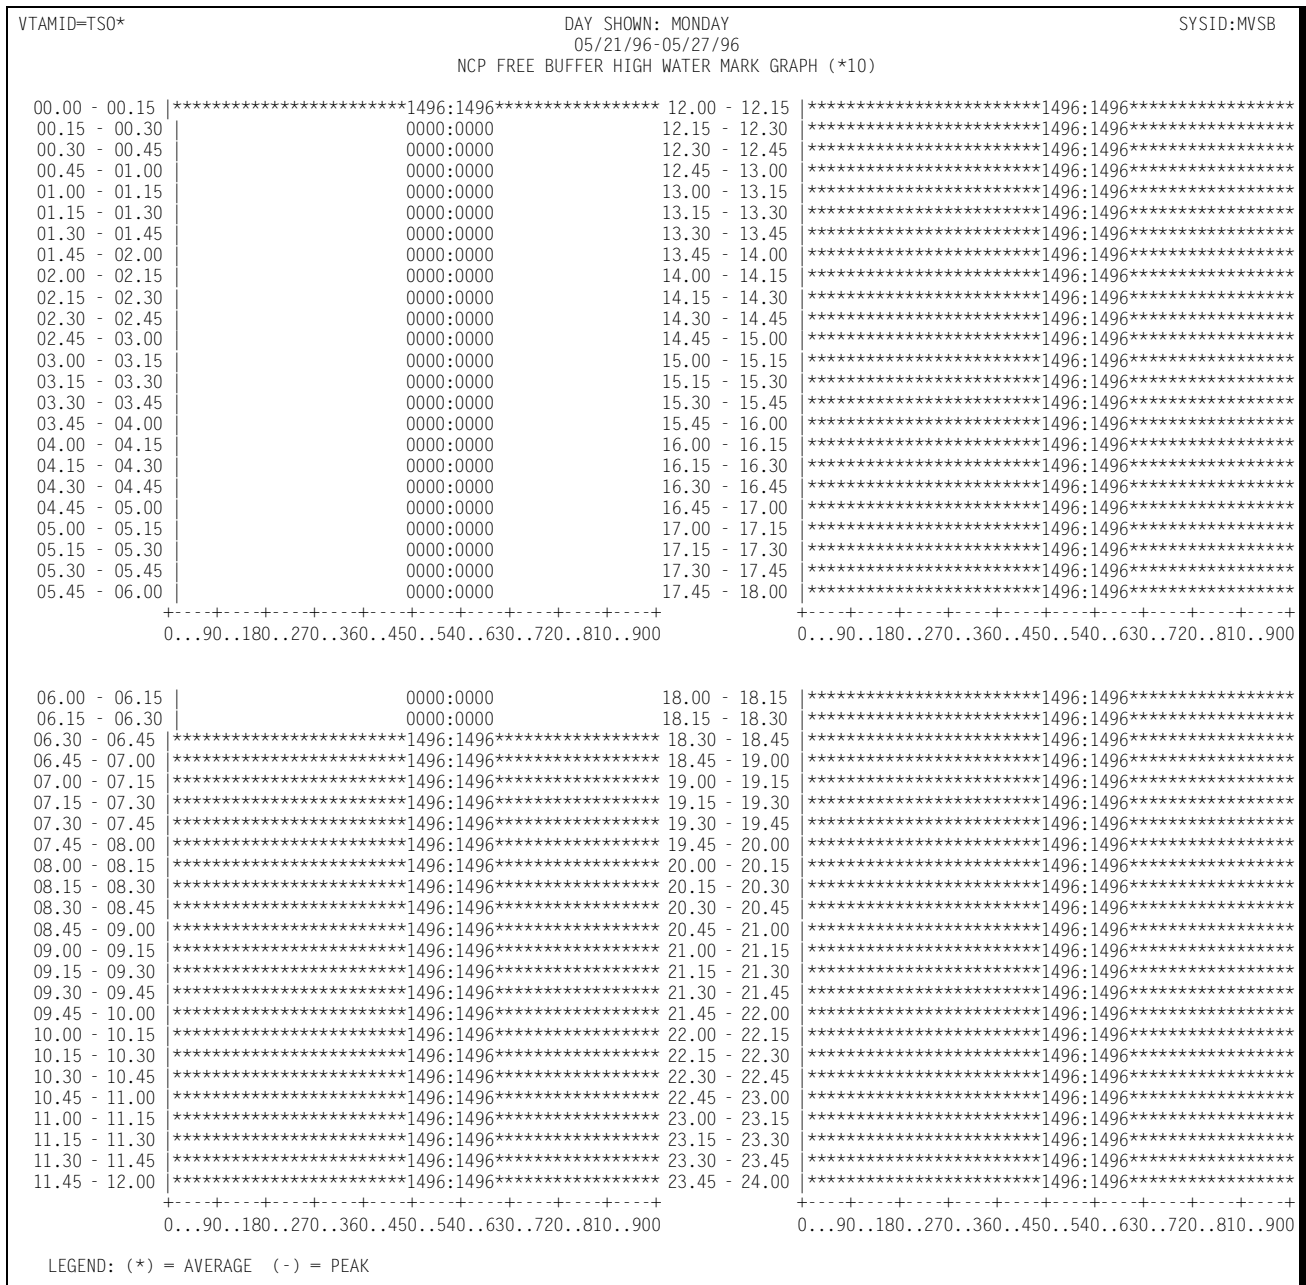 VTAMID=TSO* DAY SHOWN: MONDAY SYSID:MVSB
05/21/96-05/27/96
NCP FREE BUFFER HIGH WATER MARK GRAPH (*10)
00.00 - 00.15 |************************1496:1496***************** 12.00 - 12.15 |************************1496:1496*****************
00.15 - 00.30 | 0000:0000 12.15 - 12.30 |************************1496:1496*****************
00.30 - 00.45 | 0000:0000 12.30 - 12.45 |************************1496:1496*****************
00.45 - 01.00 | 0000:0000 12.45 - 13.00 |************************1496:1496*****************
01.00 - 01.15 | 0000:0000 13.00 - 13.15 |************************1496:1496*****************
01.15 - 01.30 | 0000:0000 13.15 - 13.30 |************************1496:1496*****************
01.30 - 01.45 | 0000:0000 13.30 - 13.45 |************************1496:1496*****************
01.45 - 02.00 | 0000:0000 13.45 - 14.00 |************************1496:1496*****************
02.00 - 02.15 | 0000:0000 14.00 - 14.15 |************************1496:1496*****************
02.15 - 02.30 | 0000:0000 14.15 - 14.30 |************************1496:1496*****************
02.30 - 02.45 | 0000:0000 14.30 - 14.45 |************************1496:1496*****************
02.45 - 03.00 | 0000:0000 14.45 - 15.00 |************************1496:1496*****************
03.00 - 03.15 | 0000:0000 15.00 - 15.15 |************************1496:1496*****************
03.15 - 03.30 | 0000:0000 15.15 - 15.30 |************************1496:1496*****************
03.30 - 03.45 | 0000:0000 15.30 - 15.45 |************************1496:1496*****************
03.45 - 04.00 | 0000:0000 15.45 - 16.00 |************************1496:1496*****************
04.00 - 04.15 | 0000:0000 16.00 - 16.15 |************************1496:1496*****************
04.15 - 04.30 | 0000:0000 16.15 - 16.30 |************************1496:1496*****************
04.30 - 04.45 | 0000:0000 16.30 - 16.45 |************************1496:1496*****************
04.45 - 05.00 | 0000:0000 16.45 - 17.00 |************************1496:1496*****************
05.00 - 05.15 | 0000:0000 17.00 - 17.15 |************************1496:1496*****************
05.15 - 05.30 | 0000:0000 17.15 - 17.30 |************************1496:1496*****************
05.30 - 05.45 | 0000:0000 17.30 - 17.45 |************************1496:1496*****************
05.45 - 06.00 | 0000:0000 17.45 - 18.00 |************************1496:1496*****************
+----+----+----+----+----+----+----+----+----+----+ +----+----+----+----+----+----+----+----+----+----+
0...90..180..270..360..450..540..630..720..810..900 0...90..180..270..360..450..540..630..720..810..900
06.00 - 06.15 | 0000:0000 18.00 - 18.15 |************************1496:1496*****************
06.15 - 06.30 | 0000:0000 18.15 - 18.30 |************************1496:1496*****************
06.30 - 06.45 |************************1496:1496***************** 18.30 - 18.45 |************************1496:1496*****************
06.45 - 07.00 |************************1496:1496***************** 18.45 - 19.00 |************************1496:1496*****************
07.00 - 07.15 |************************1496:1496***************** 19.00 - 19.15 |************************1496:1496*****************
07.15 - 07.30 |************************1496:1496***************** 19.15 - 19.30 |************************1496:1496*****************
07.30 - 07.45 |************************1496:1496***************** 19.30 - 19.45 |************************1496:1496*****************
07.45 - 08.00 |************************1496:1496***************** 19.45 - 20.00 |************************1496:1496*****************
08.00 - 08.15 |************************1496:1496***************** 20.00 - 20.15 |************************1496:1496*****************
08.15 - 08.30 |************************1496:1496***************** 20.15 - 20.30 |************************1496:1496*****************
08.30 - 08.45 |************************1496:1496***************** 20.30 - 20.45 |************************1496:1496*****************
08.45 - 09.00 |************************1496:1496***************** 20.45 - 21.00 |************************1496:1496*****************
09.00 - 09.15 |************************1496:1496***************** 21.00 - 21.15 |************************1496:1496*****************
09.15 - 09.30 |************************1496:1496***************** 21.15 - 21.30 |************************1496:1496*****************
09.30 - 09.45 |************************1496:1496***************** 21.30 - 21.45 |************************1496:1496*****************
09.45 - 10.00 |************************1496:1496***************** 21.45 - 22.00 |************************1496:1496*****************
10.00 - 10.15 |************************1496:1496***************** 22.00 - 22.15 |************************1496:1496*****************
10.15 - 10.30 |************************1496:1496***************** 22.15 - 22.30 |************************1496:1496*****************
10.30 - 10.45 |************************1496:1496***************** 22.30 - 22.45 |************************1496:1496*****************
10.45 - 11.00 |************************1496:1496***************** 22.45 - 23.00 |************************1496:1496*****************
11.00 - 11.15 |************************1496:1496***************** 23.00 - 23.15 |************************1496:1496*****************
11.15 - 11.30 |************************1496:1496***************** 23.15 - 23.30 |************************1496:1496*****************
11.30 - 11.45 |************************1496:1496***************** 23.30 - 23.45 |************************1496:1496*****************
11.45 - 12.00 |************************1496:1496***************** 23.45 - 24.00 |************************1496:1496*****************
+----+----+----+----+----+----+----+----+----+----+ +----+----+----+----+----+----+----+----+----+----+
0...90..180..270..360..450..540..630..720..810..900 0...90..180..270..360..450..540..630..720..810..900
LEGEND: (*) = AVERAGE (-) = PEAK